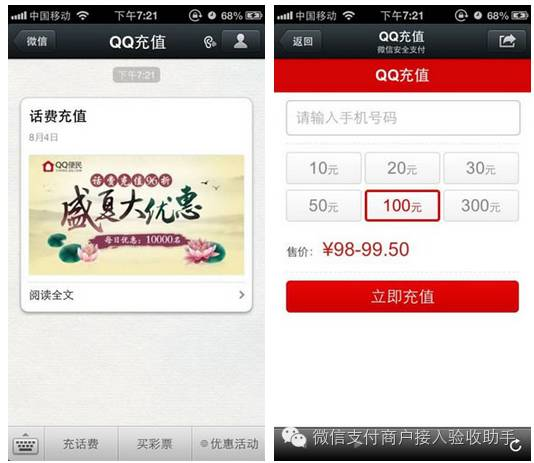 中国移动 下午7:21 68%
微信 QQ充值
下午7:21
话费充值
8月4日
QQ便民
话费充值96折
盛夏大优惠
每日优惠：10000名
阅读全文
充话费 买彩票 优惠活动
中国移动 下午7:21 68%
返回 QQ充值
微信安全支付
QQ充值
请输入手机号码
10元 20元 30元
50元 100元 300元
售价： ¥98-99.50
立即充值
微信支付商户接入验收助手